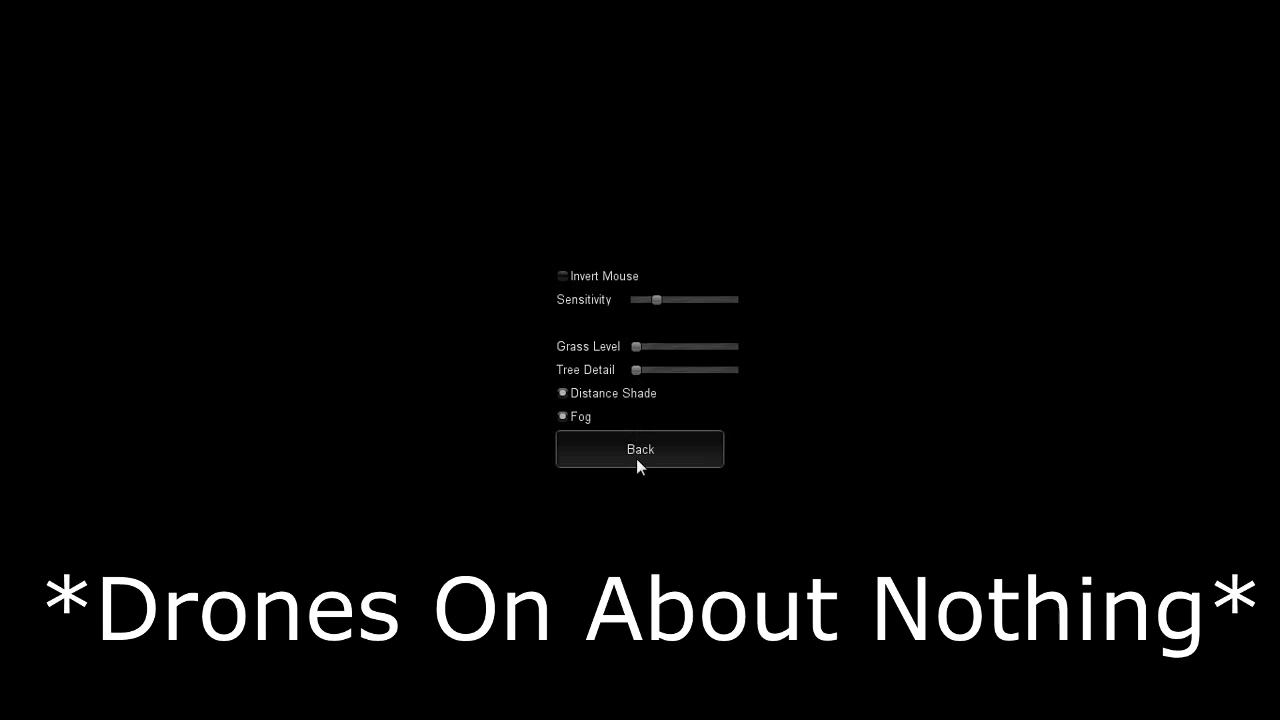 Invert Mouse
Sensitivity
Grass Level
Tree Detail
Distance Shade
Fog
Back
*Drones On About Nothing*